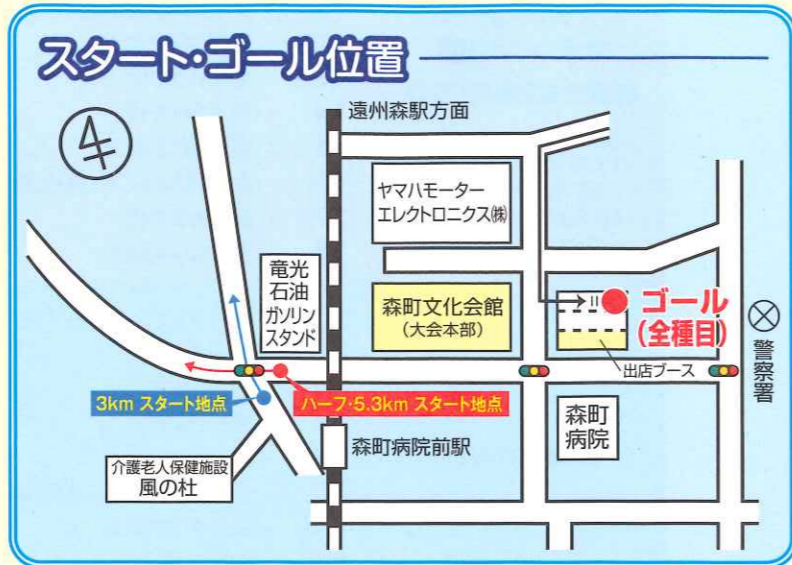 スタート・ゴール位置
④
遠州森駅方面
ヤマハモーター
エレクトロニクス㈱
竜光
石油
ガソリン
スタンド
森町文化会館
(大会本部)
ゴール
(全種目)
警察署
出店ブース
3km スタート地点
ハーフ・5.3km スタート地点
森町
病院
森町病院前駅
介護老人保健施設
風の杜